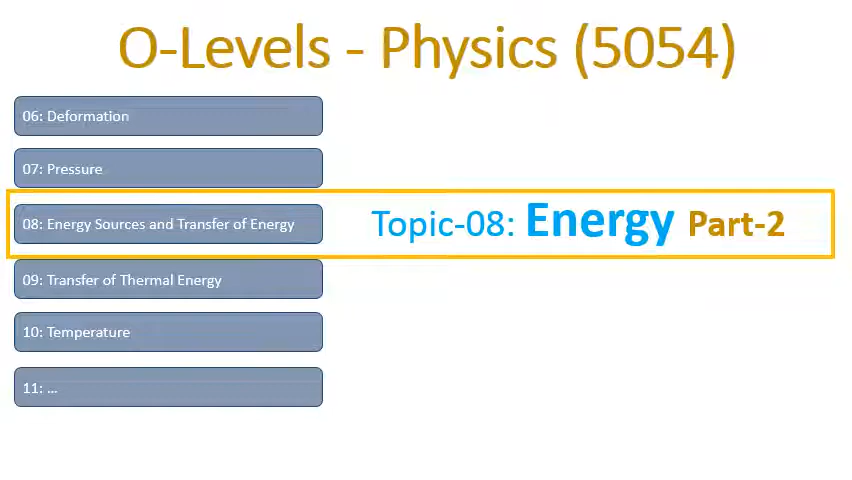 O-Levels - Physics (5054)
06: Deformation
07: Pressure
08: Energy Sources and Transfer of Energy
Topic-08: Energy Part-2
09: Transfer of Thermal Energy
10: Temperature
11: ...